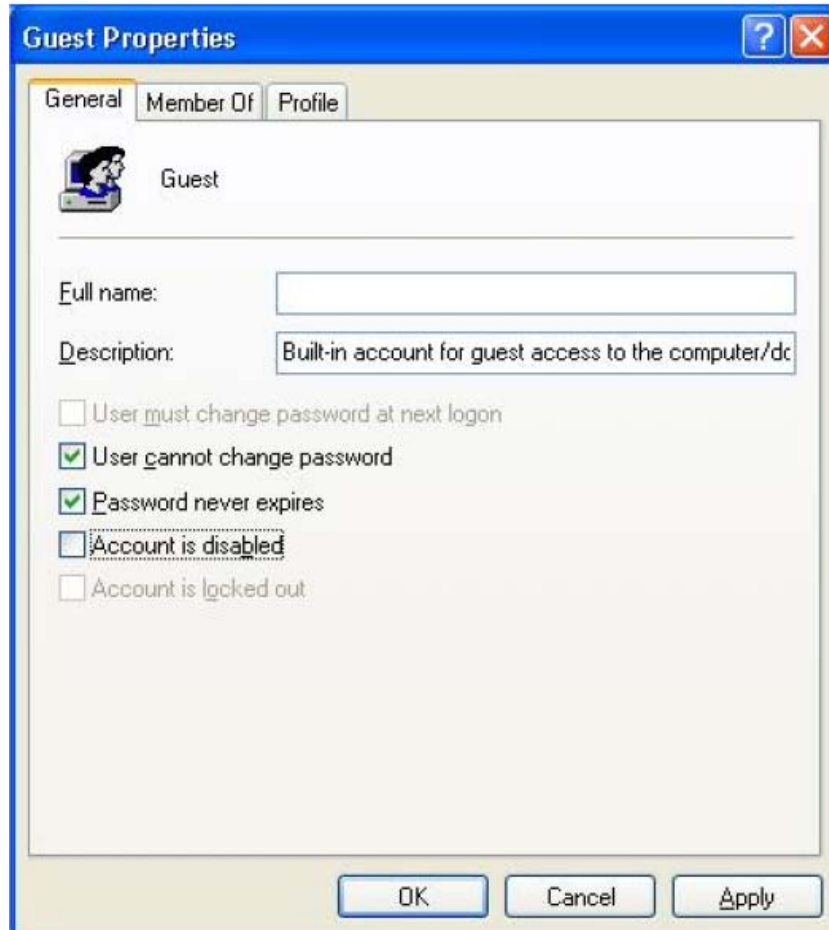 Guest Properties
General Member Of Profile
Guest
Full name:
Description: Built-in account for guest access to the computer/dc
User must change password at next logon
User cannot change password
Password never expires
Account is disabled
Account is locked out
OK Cancel Apply